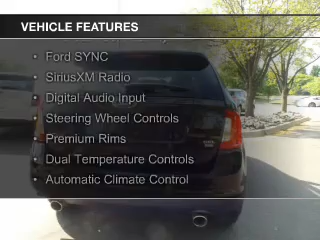 VEHICLE FEATURES
• Ford SYNC
• SiriusXM Radio
• Digital Audio Input
• Steering Wheel Controls
• Premium Rims
• Dual Temperature Controls
• Automatic Climate Control